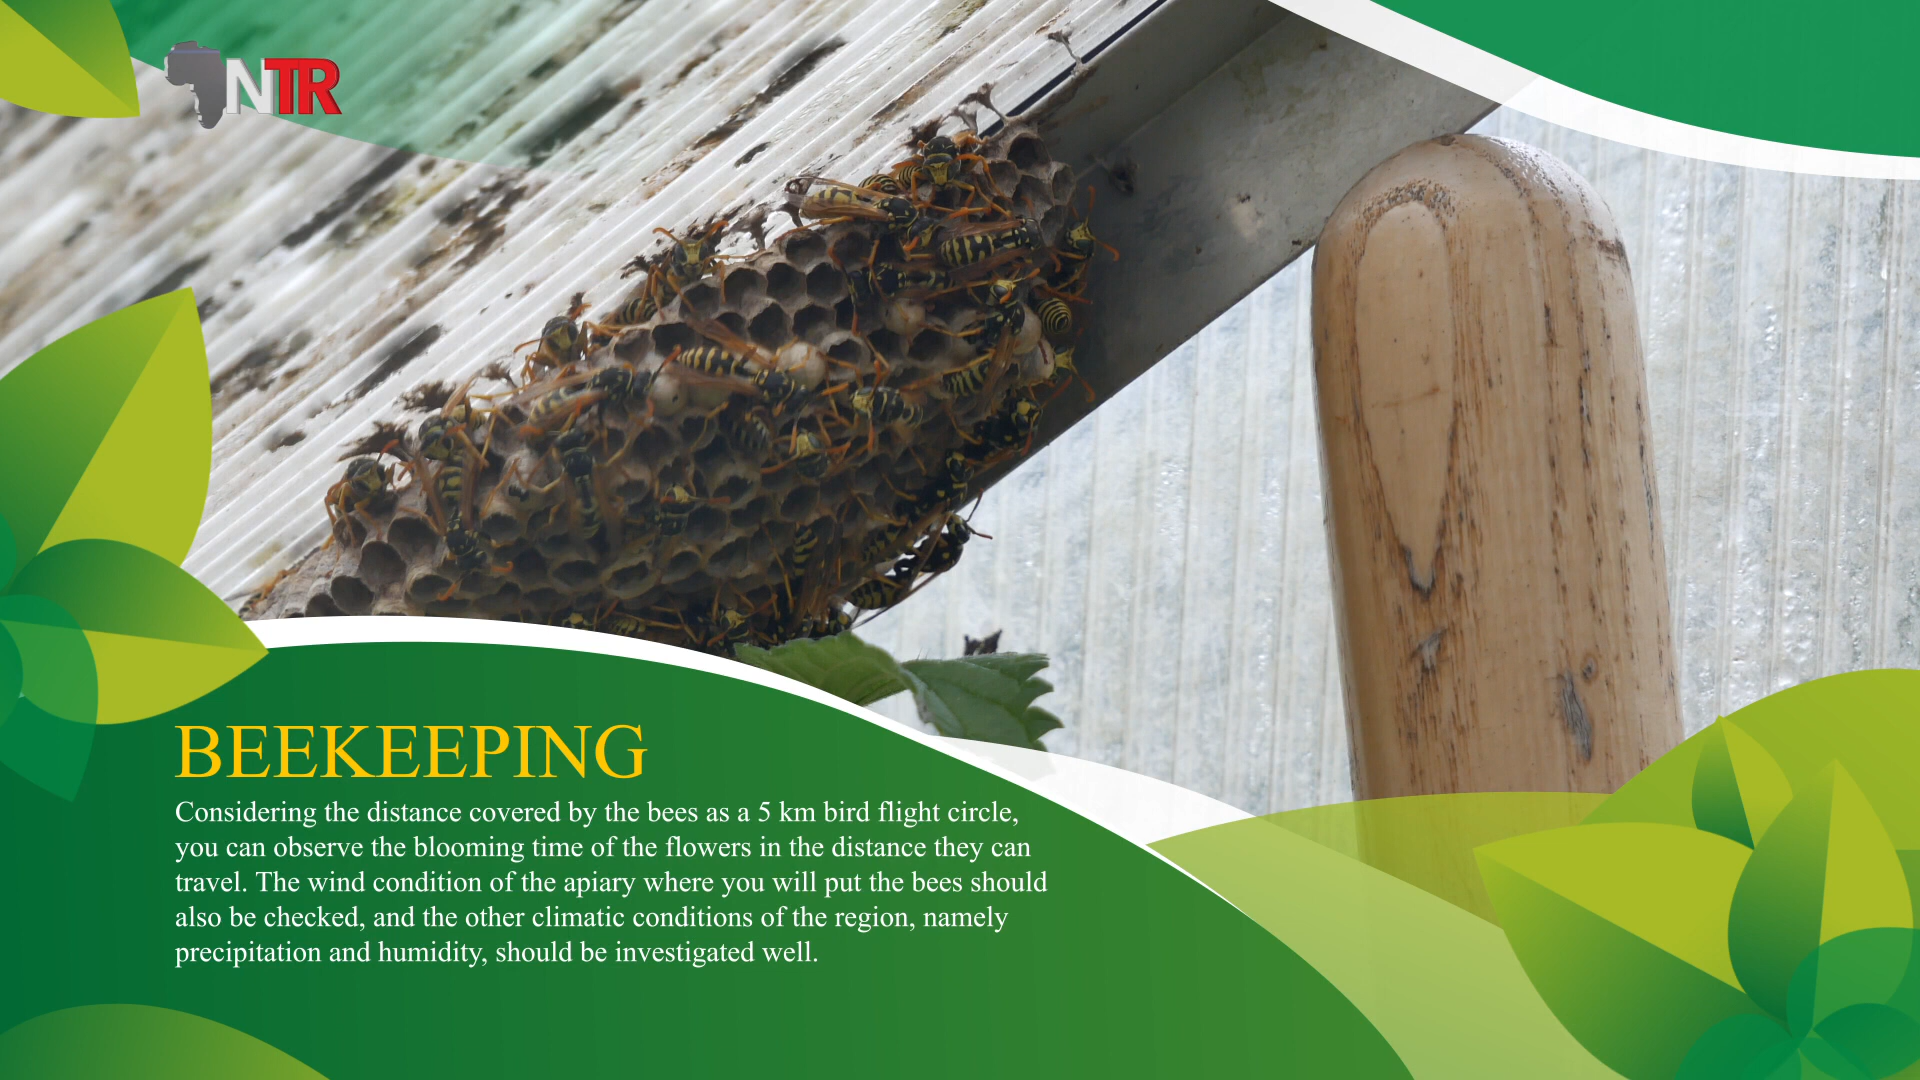 NTR
BEEKEEPING
Considering the distance covered by the bees as a 5 km bird flight circle,
you can observe the blooming time of the flowers in the distance they can
travel. The wind condition of the apiary where you will put the bees should
also be checked, and the other climatic conditions of the region, namely
precipitation and humidity, should be investigated well.